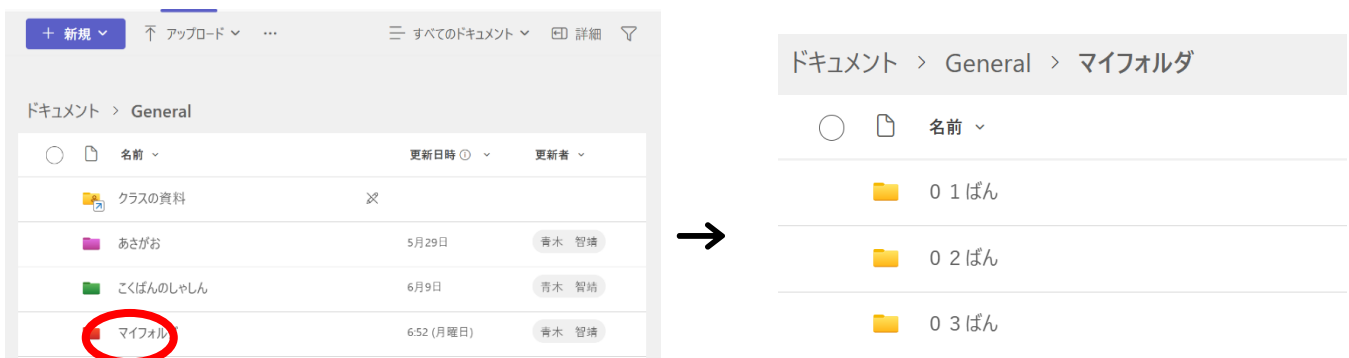 ＋ 新規 アップロード … すべてのドキュメント 詳細
ドキュメント > General
名前 更新日時 更新者
クラスの資料
あさがお 5月29日 青木　智靖
こくばんのしゃしん 6月9日 青木　智
マイフォル 6:52 (月曜日) 青木　智靖
ドキュメント > General > マイフォルダ
名前
０１ばん
０２ばん
０３ばん